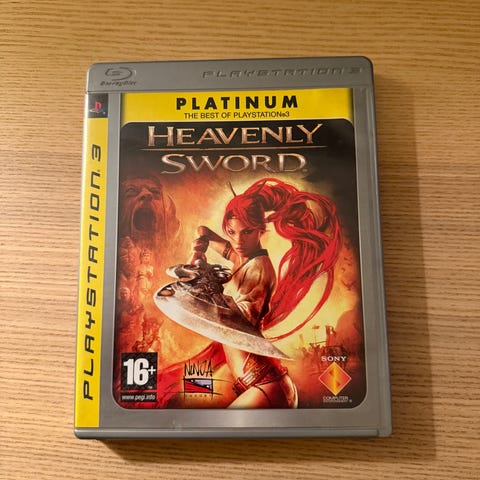 Blu-ray Disc
PLAYSTATION 3
PLATINUM
THE BEST OF PLAYSTATION®3
HEAVENLY
SWORD
PLAYSTATION 3
16+
www.pegi.info
NINJA
THEORY
SONY
COMPUTER
ENTERTAINMENT